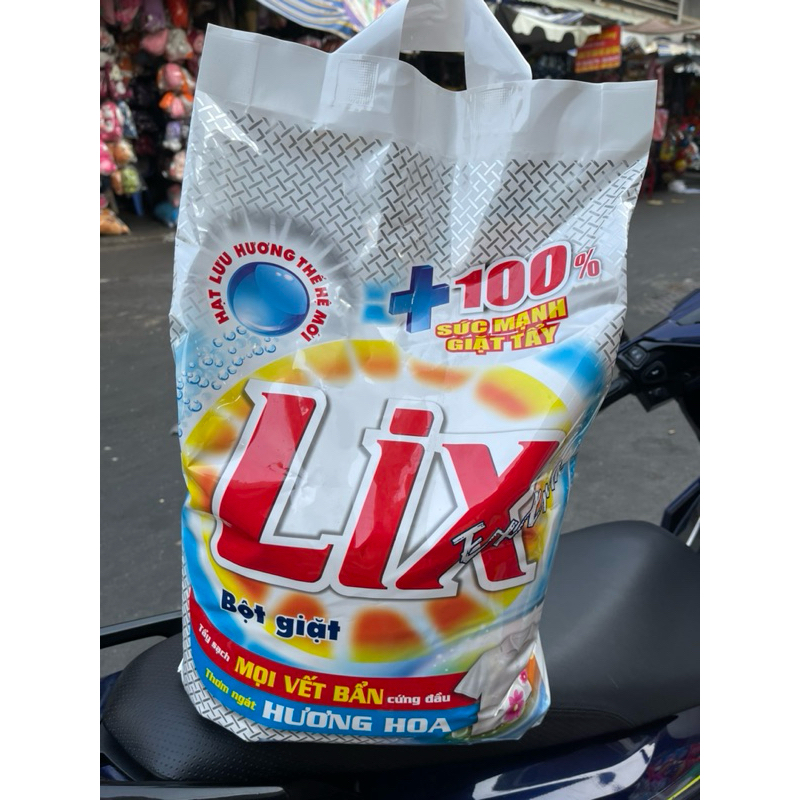 HẠT LƯU HƯƠNG THẾ HỆ MỚI
+100%
SỨC MẠNH
GIẶT TẨY
Lix
Extra
Bột giặt
Tẩy sạch MỌI VẾT BẨN cứng đầu
Thơm ngát HƯƠNG HOA